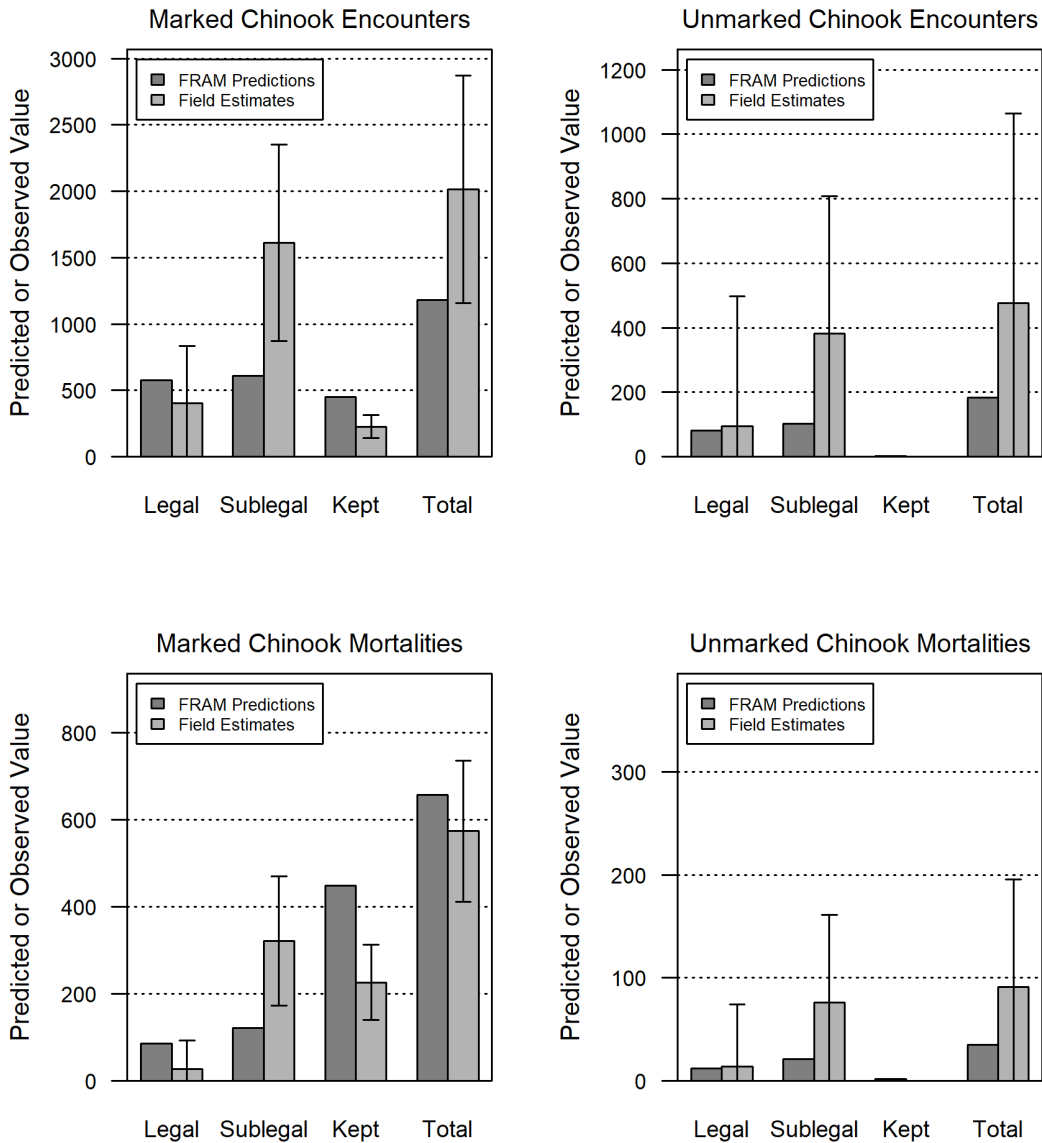 Marked Chinook Encounters
Predicted or Observed Value
3000
2500
2000
1500
1000
500
0
FRAM Predictions
Field Estimates
Legal Sublegal Kept Total
Unmarked Chinook Encounters
Predicted or Observed Value
1200
1000
800
600
400
200
0
FRAM Predictions
Field Estimates
Legal Sublegal Kept Total
Marked Chinook Mortalities
Predicted or Observed Value
800
600
400
200
0
FRAM Predictions
Field Estimates
Legal Sublegal Kept Total
Unmarked Chinook Mortalities
Predicted or Observed Value
300
200
100
0
FRAM Predictions
Field Estimates
Legal Sublegal Kept Total